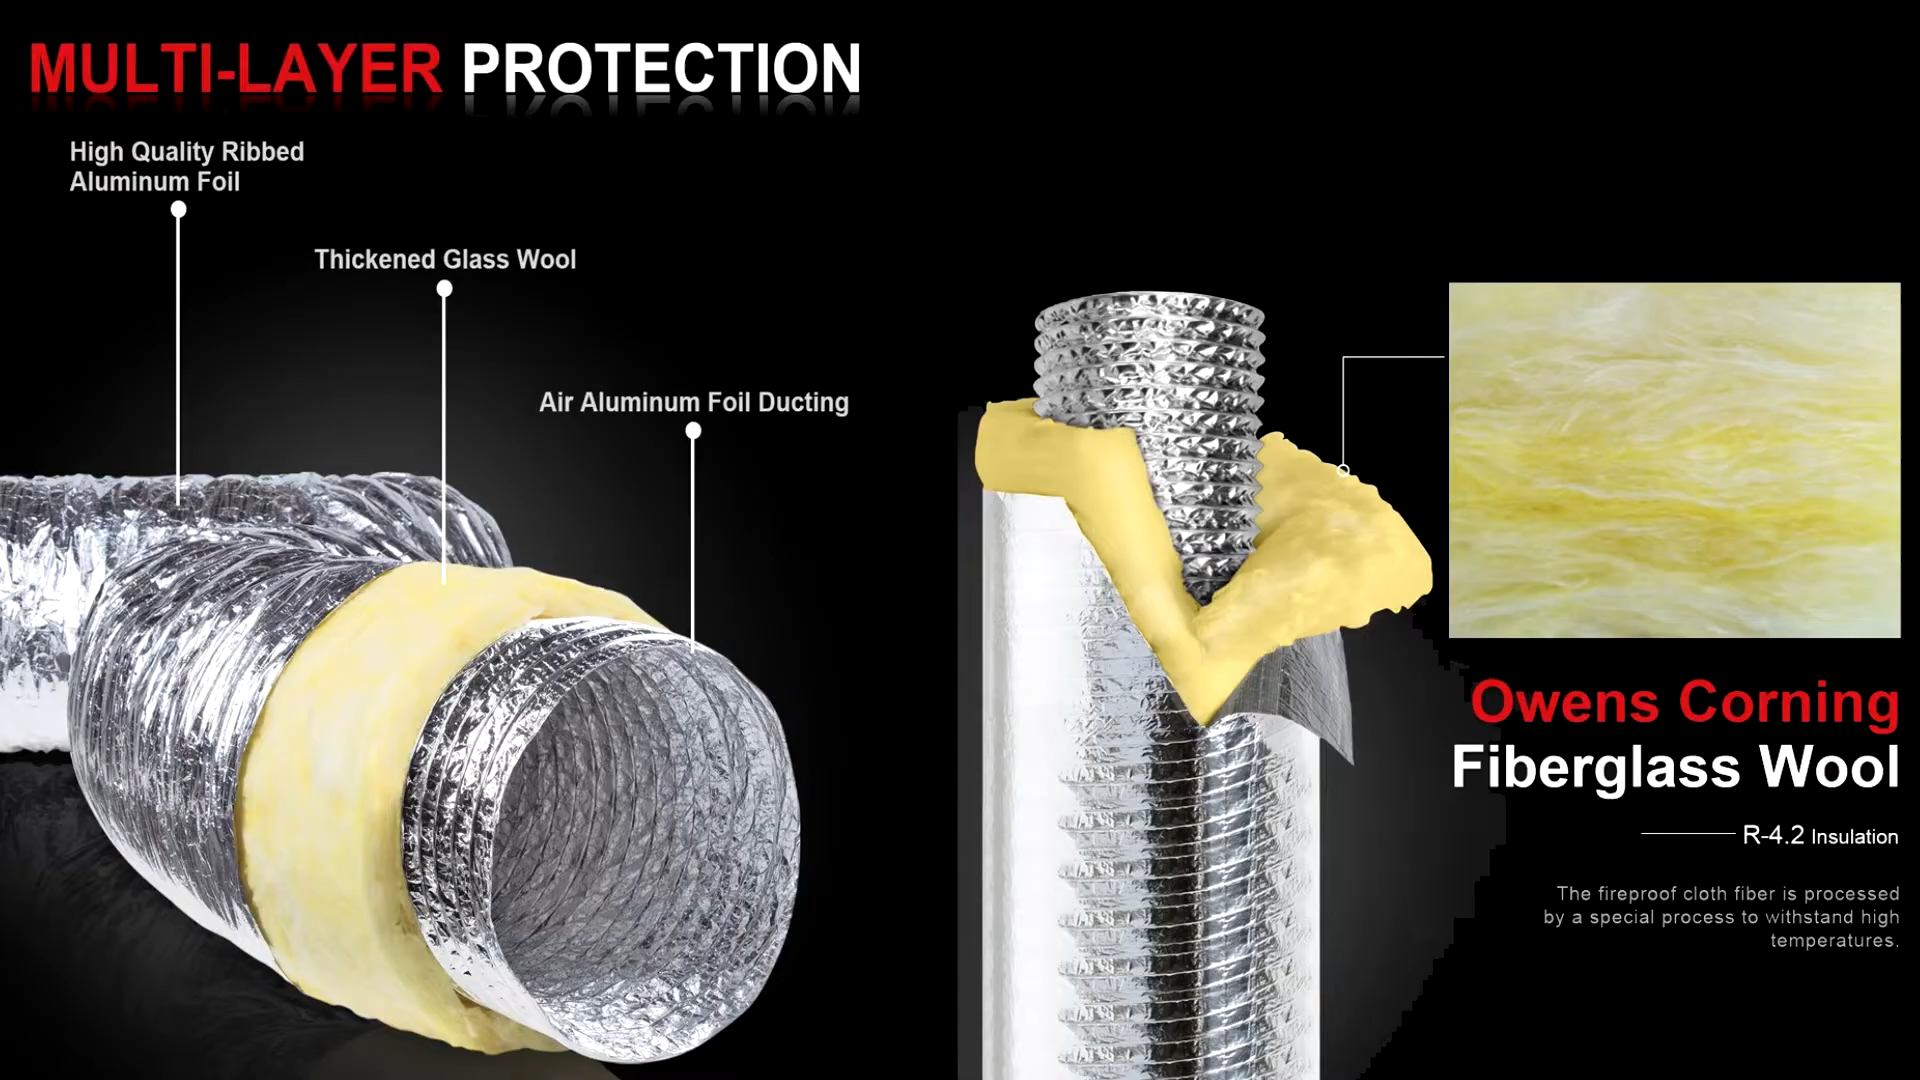 MULTI-LAYER PROTECTION
High Quality Ribbed
Aluminum Foil
Thickened Glass Wool
Air Aluminum Foil Ducting
Owens Corning
Fiberglass Wool
R-4.2 Insulation
The fireproof cloth fiber is processed
by a special process to withstand high
temperatures.